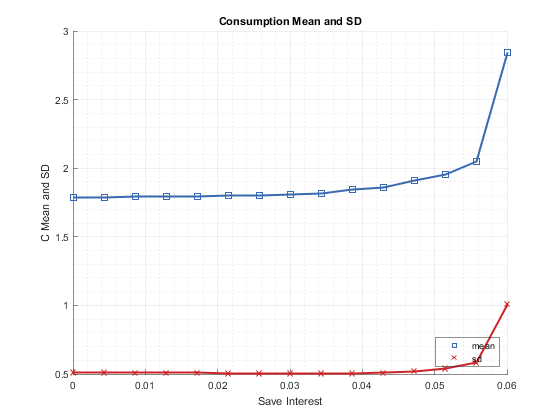 Consumption Mean and SD
3
2.5
2
1.5
1
0.5
C Mean and SD
mean
sd
0 0.01 0.02 0.03 0.04 0.05 0.06
Save Interest